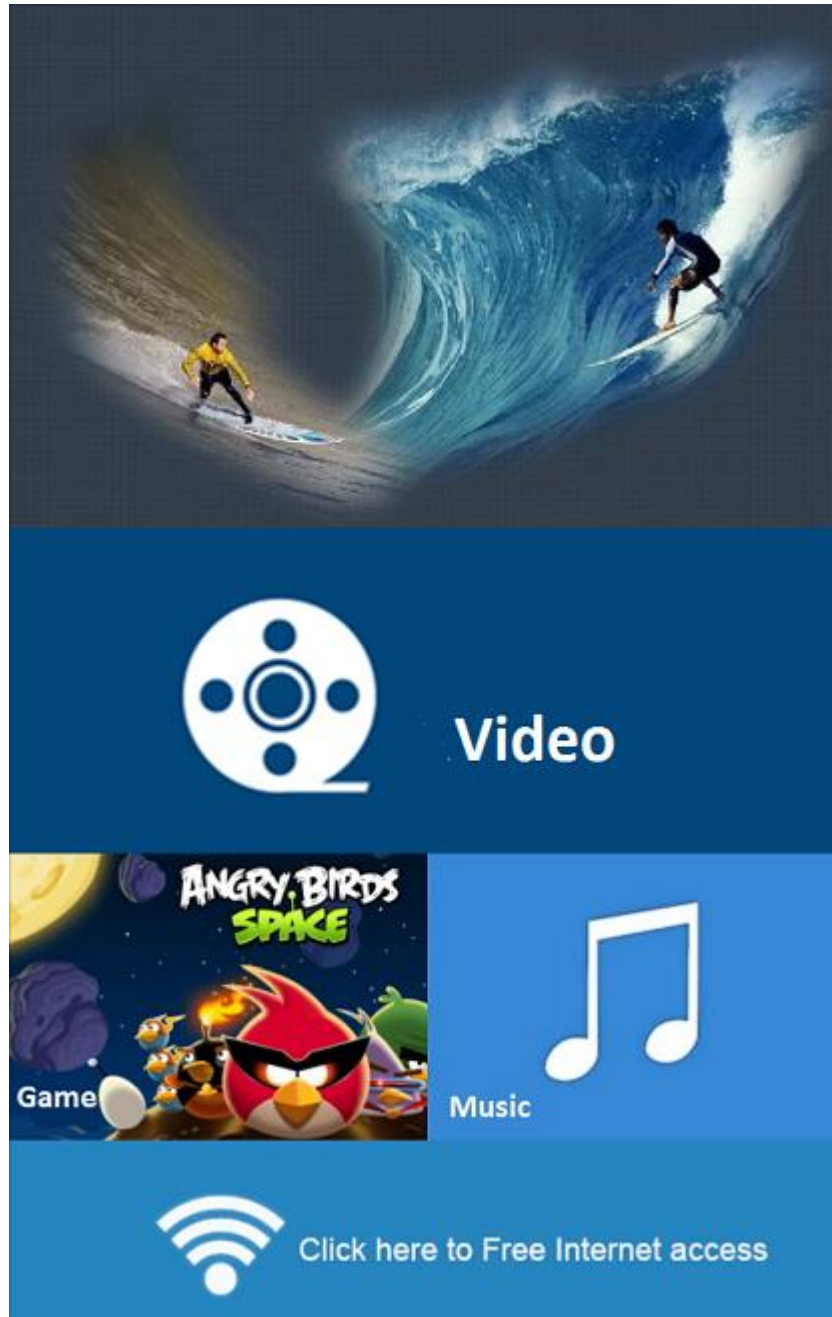 Video
ANGRY BIRDS
SPACE
Game
Music
Click here to Free Internet access